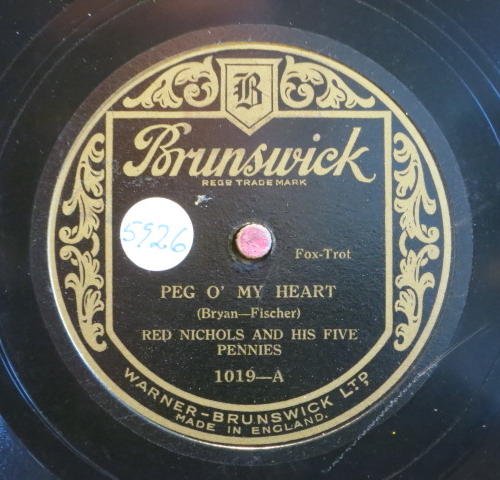 B
Brunswick
REGD TRADE MARK
5926
Fox-Trot
PEG O' MY HEART
(Bryan—Fischer)
RED NICHOLS AND HIS FIVE
PENNIES
1019—A
WARNER-BRUNSWICK LTD
MADE IN ENGLAND.